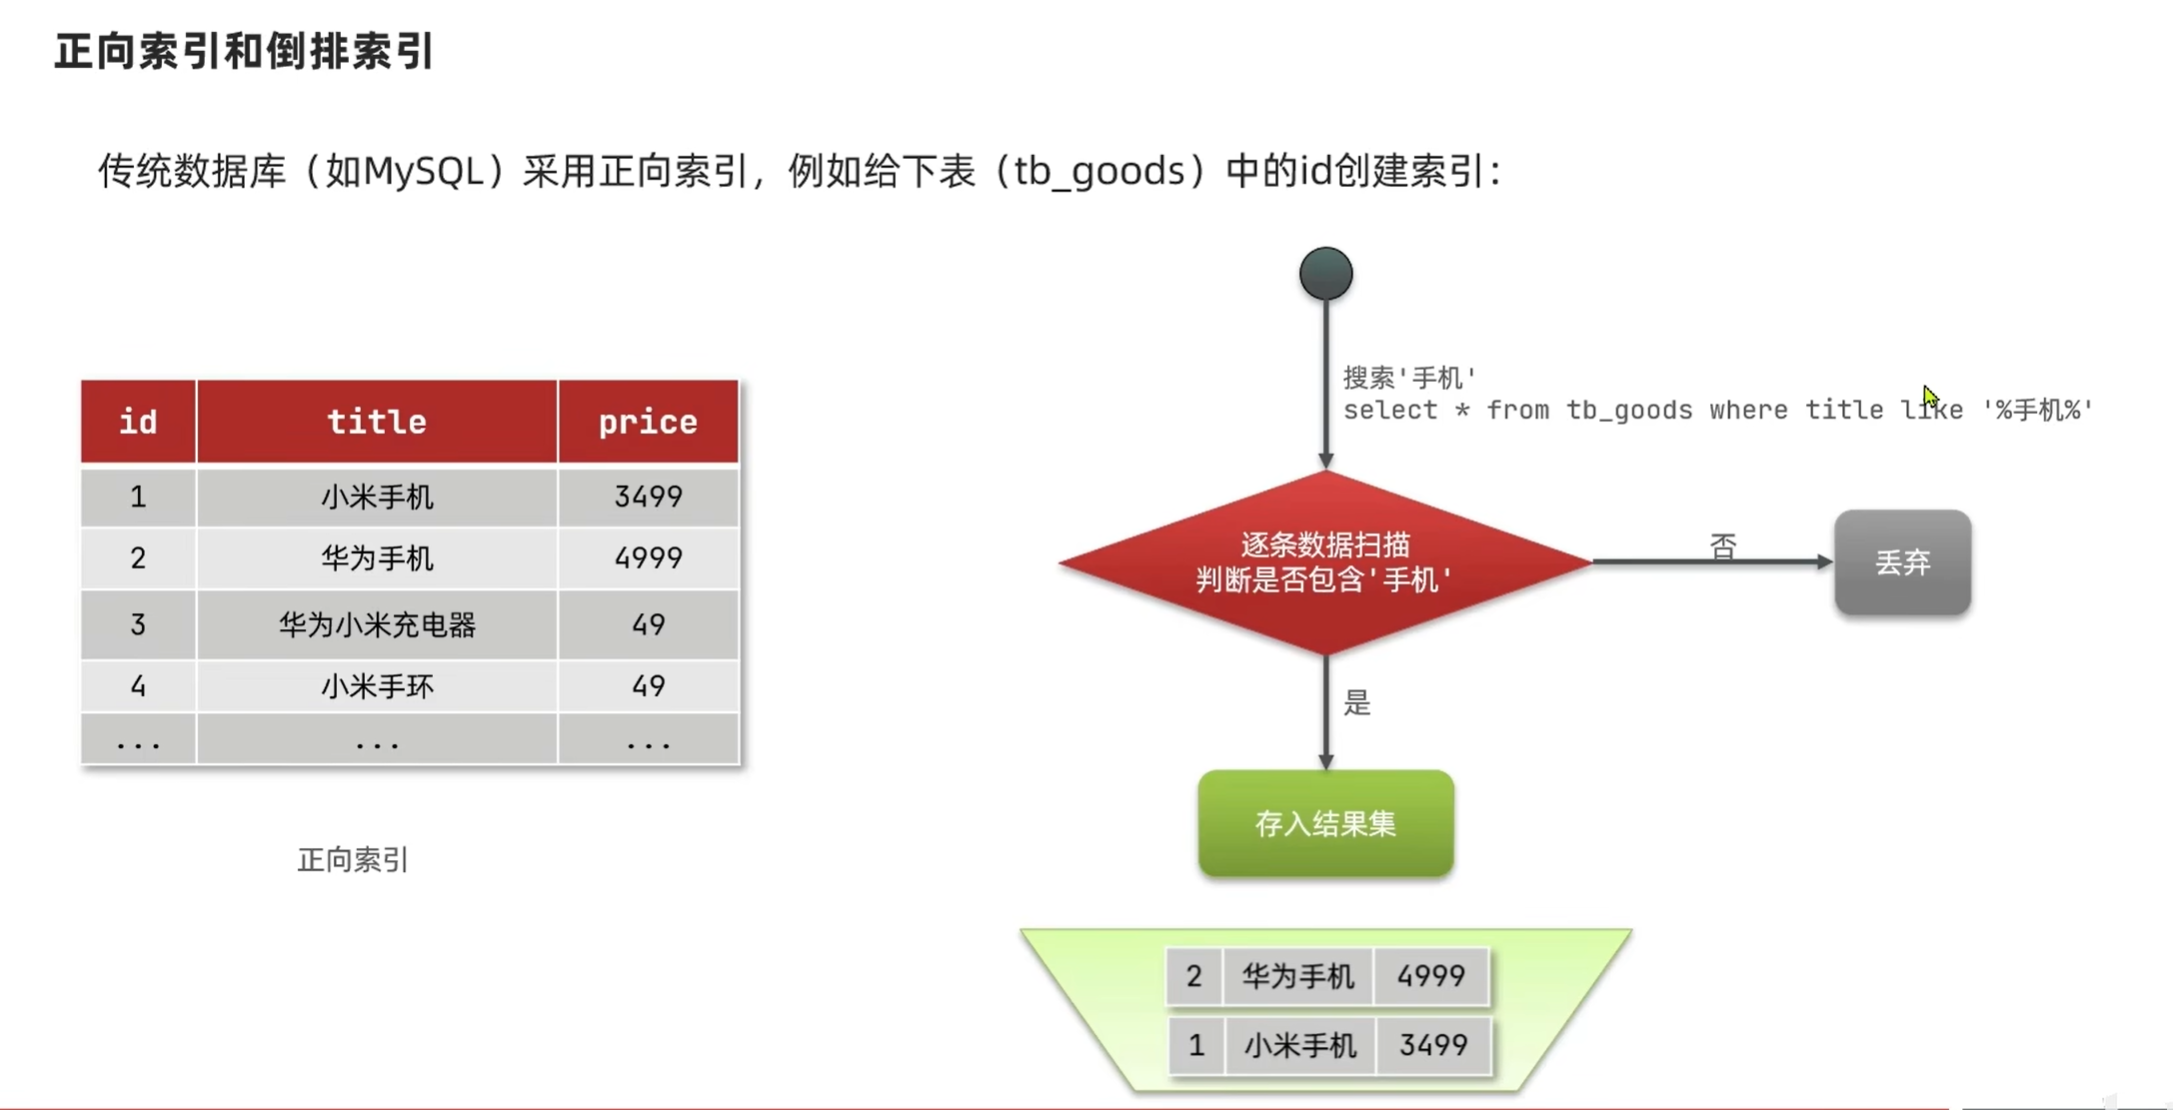 正向索引和倒排索引
传统数据库（如MySQL）采用正向索引，例如给下表（tb_goods）中的id创建索引：
id title price
1 小米手机 3499
2 华为手机 4999
3 华为小米充电器 49
4 小米手环 49
... ... ...
正向索引
搜索'手机'
select * from tb_goods where title like '%手机%'
逐条数据扫描
判断是否包含'手机'
否
丢弃
是
存入结果集
2 华为手机 4999
1 小米手机 3499